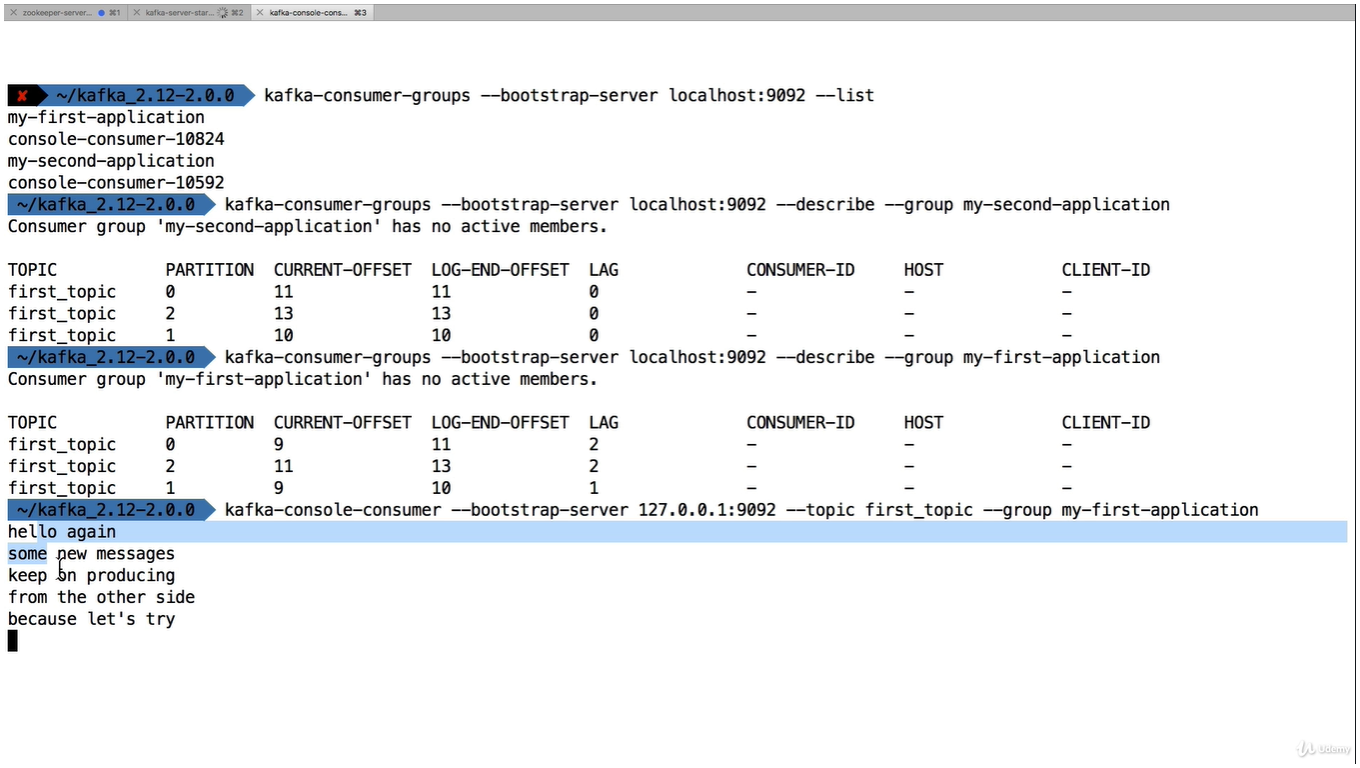 zookeeper-server... ⌘1 kafka-server-star... ⌘2 kafka-console-cons... ⌘3
✘ ~/kafka_2.12-2.0.0 kafka-consumer-groups --bootstrap-server localhost:9092 --list
my-first-application
console-consumer-10824
my-second-application
console-consumer-10592
~/kafka_2.12-2.0.0 kafka-consumer-groups --bootstrap-server localhost:9092 --describe --group my-second-application
Consumer group 'my-second-application' has no active members.
TOPIC PARTITION CURRENT-OFFSET LOG-END-OFFSET LAG CONSUMER-ID HOST CLIENT-ID
first_topic 0 11 11 0 - - -
first_topic 2 13 13 0 - - -
first_topic 1 10 10 0 - - -
~/kafka_2.12-2.0.0 kafka-consumer-groups --bootstrap-server localhost:9092 --describe --group my-first-application
Consumer group 'my-first-application' has no active members.
TOPIC PARTITION CURRENT-OFFSET LOG-END-OFFSET LAG CONSUMER-ID HOST CLIENT-ID
first_topic 0 9 11 2 - - -
first_topic 2 11 13 2 - - -
first_topic 1 9 10 1 - - -
~/kafka_2.12-2.0.0 kafka-console-consumer --bootstrap-server 127.0.0.1:9092 --topic first_topic --group my-first-application
hello again
some new messages
keep on producing
from the other side
because let's try
Udemy